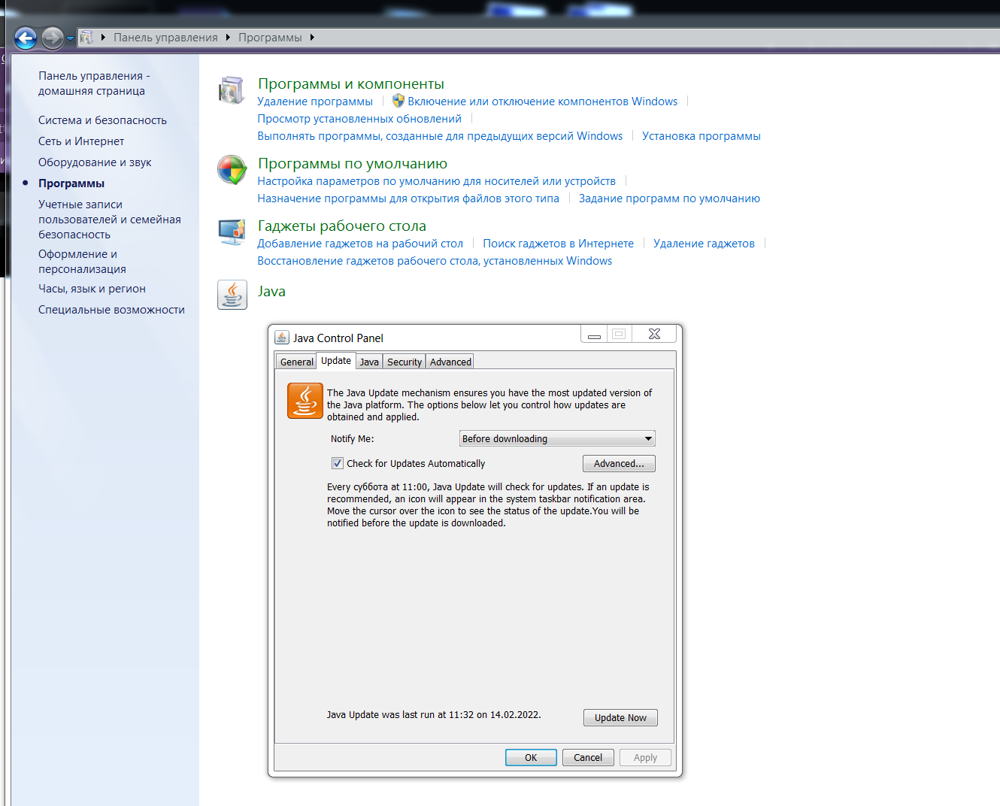 Панель управления
Программы
Панель управления -
домашняя страница
Система и безопасность
Сеть и Интернет
Оборудование и звук
Программы
Учетные записи
пользователей и семейная
безопасность
Оформление и
персонализация
Часы, язык и регион
Специальные возможности
Программы и компоненты
Удаление программы
Включение или отключение компонентов Windows
Просмотр установленных обновлений
Выполнять программы, созданные для предыдущих версий Windows
Установка программы
Программы по умолчанию
Настройка параметров по умолчанию для носителей или устройств
Назначение программы для открытия файлов этого типа
Задание программ по умолчанию
Гаджеты рабочего стола
Добавление гаджетов на рабочий стол
Поиск гаджетов в Интернете
Удаление гаджетов
Восстановление гаджетов рабочего стола, установленных Windows
Java
Java Control Panel
General
Update
Java
Security
Advanced
The Java Update mechanism ensures you have the most updated version of
the Java platform. The options below let you control how updates are
obtained and applied.
Notify Me:
Before downloading
Check for Updates Automatically
Advanced...
Every суббота at 11:00, Java Update will check for updates. If an update is
recommended, an icon will appear in the system taskbar notification area.
Move the cursor over the icon to see the status of the update.You will be
notified before the update is downloaded.
Java Update was last run at 11:32 on 14.02.2022.
Update Now
OK
Cancel
Apply